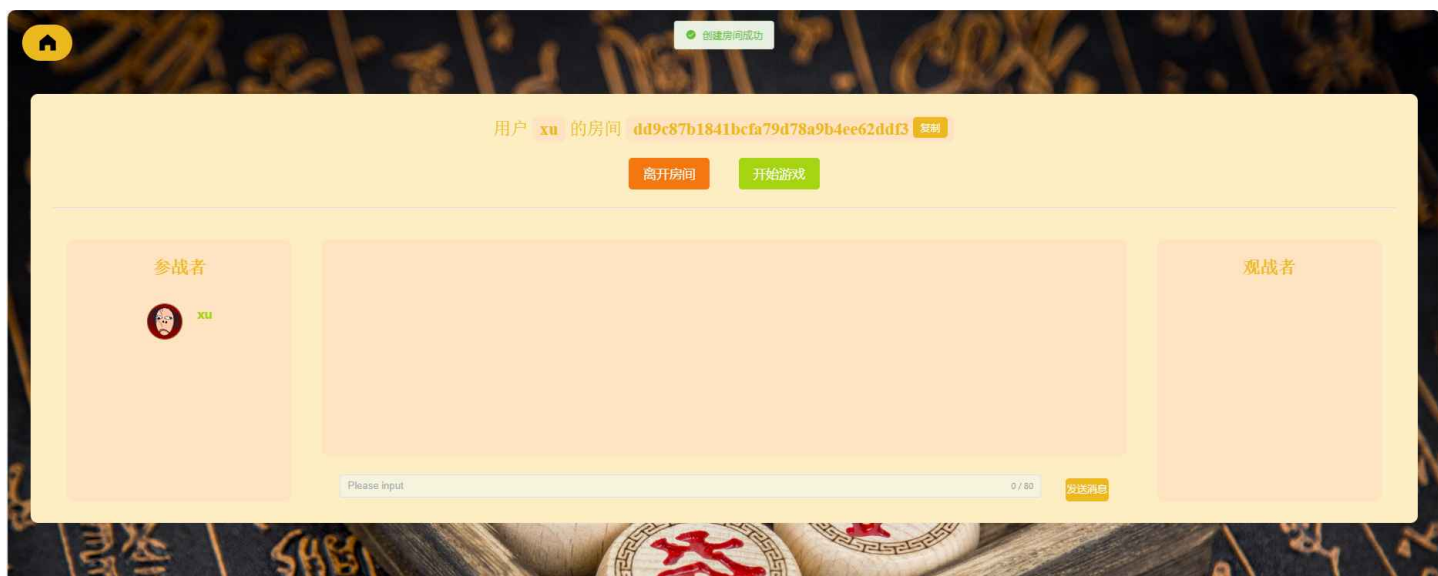 创建房间成功
用户 xu 的房间 dd9c87b1841bcfa79d78a9b4ee62ddf3 复制
离开房间 开始游戏
参战者
xu
观战者
Please input 0 / 80 发送消息